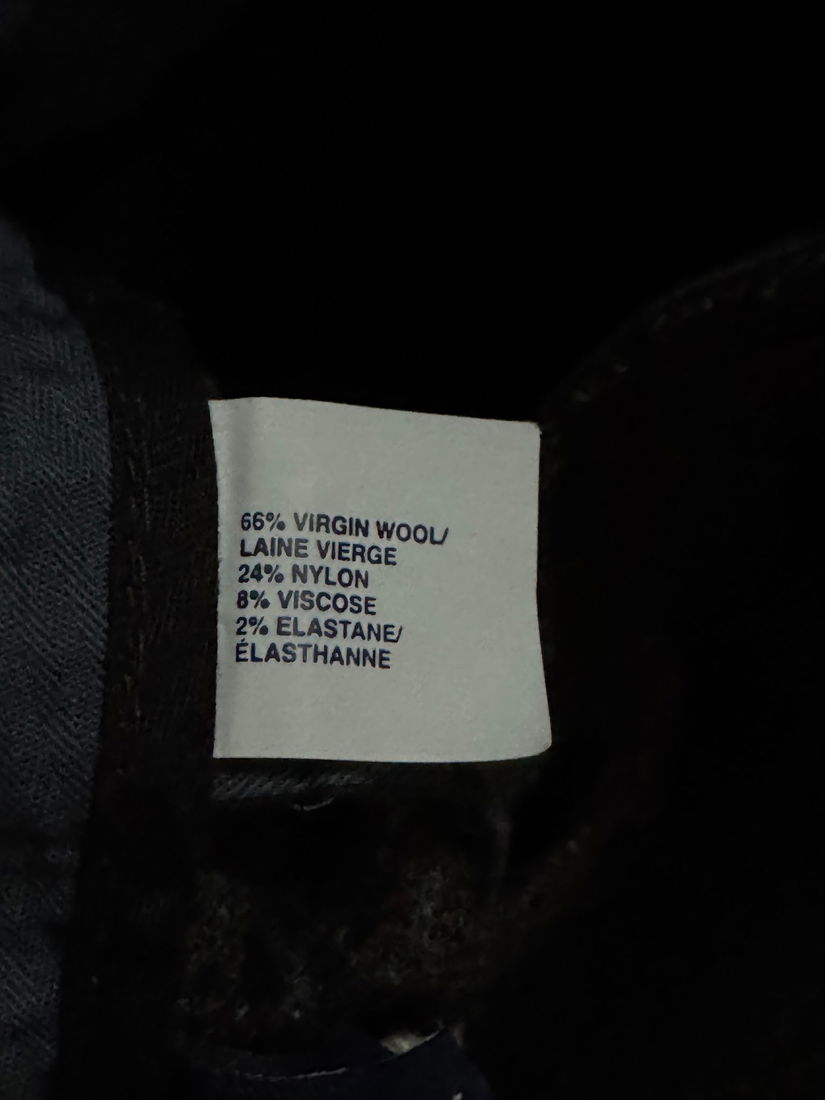 66% VIRGIN WOOL/
LAINE VIERGE
24% NYLON
8% VISCOSE
2% ELASTANE/
ÉLASTHANNE